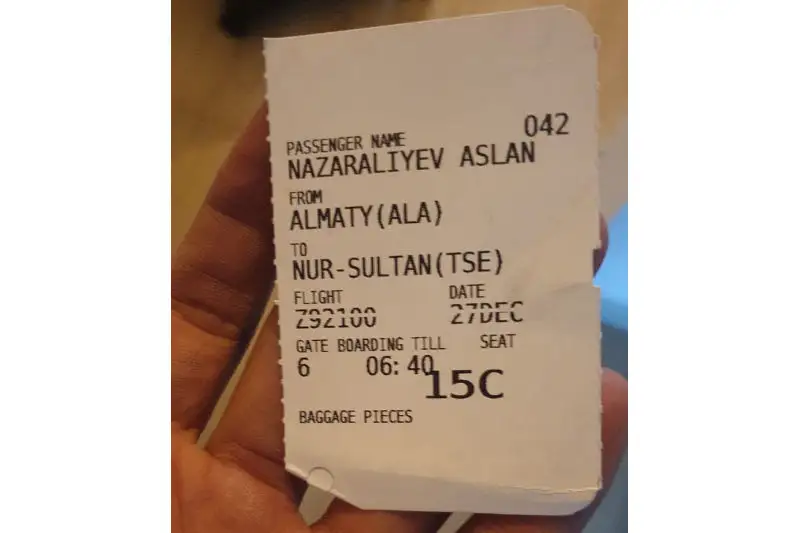 042
PASSENGER NAME
NAZARALIYEV ASLAN
FROM
ALMATY(ALA)
TO
NUR-SULTAN(TSE)
FLIGHT DATE
Z92100 27DEC
GATE BOARDING TILL SEAT
6 06:40
15C
BAGGAGE PIECES